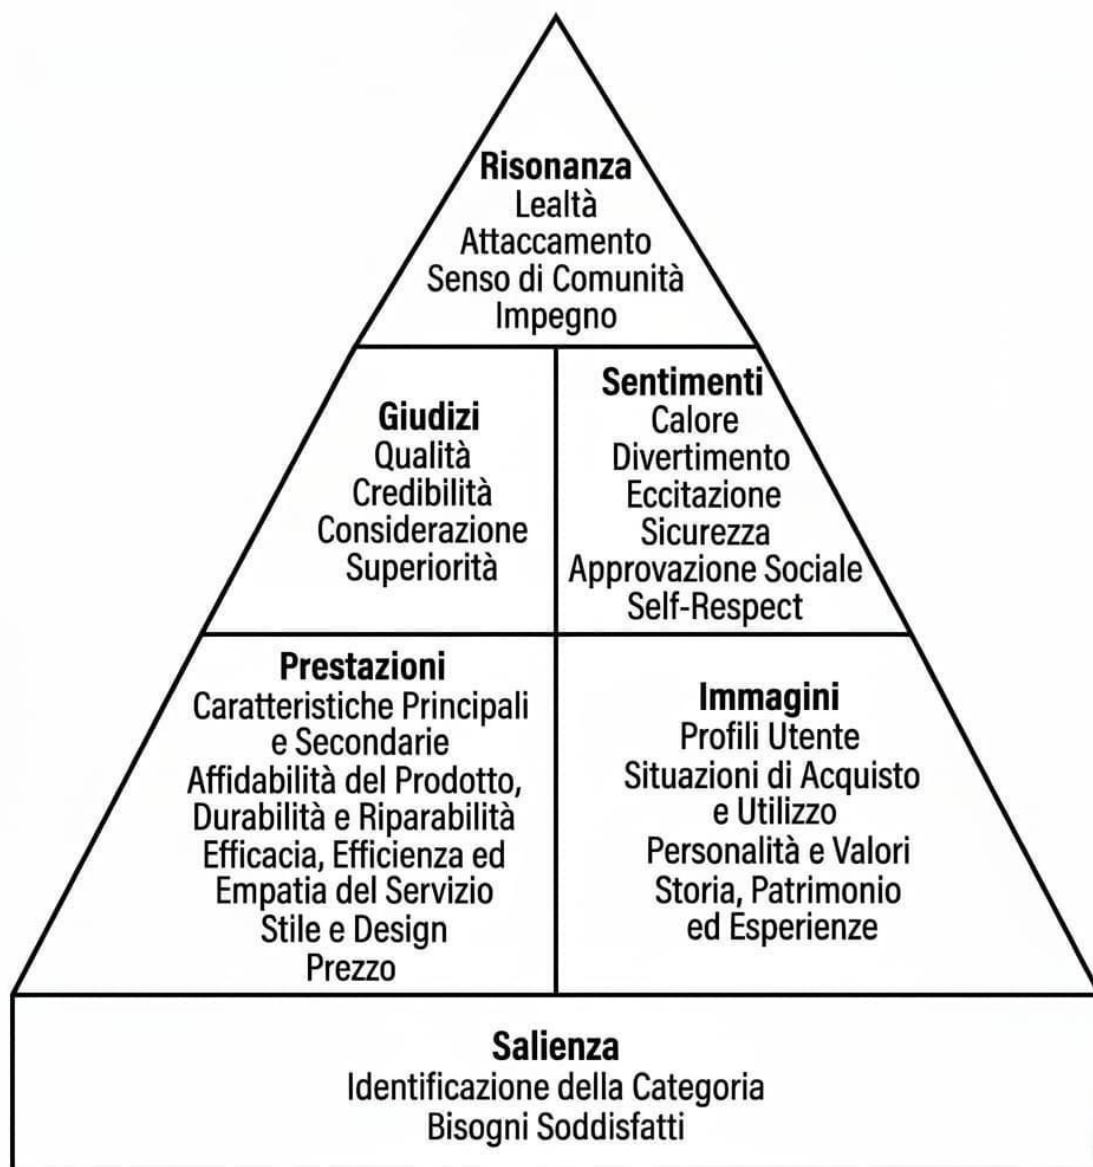 Risonanza
Lealtà
Attaccamento
Senso di Comunità
Impegno
Giudizi
Qualità
Credibilità
Considerazione
Superiorità
Sentimenti
Calore
Divertimento
Eccitazione
Sicurezza
Approvazione Sociale
Self-Respect
Prestazioni
Caratteristiche Principali
e Secondarie
Affidabilità del Prodotto,
Durabilità e Riparabilità
Efficacia, Efficienza ed
Empatia del Servizio
Stile e Design
Prezzo
Immagini
Profili Utente
Situazioni di Acquisto
e Utilizzo
Personalità e Valori
Storia, Patrimonio
ed Esperienze
Salienza
Identificazione della Categoria
Bisogni Soddisfatti